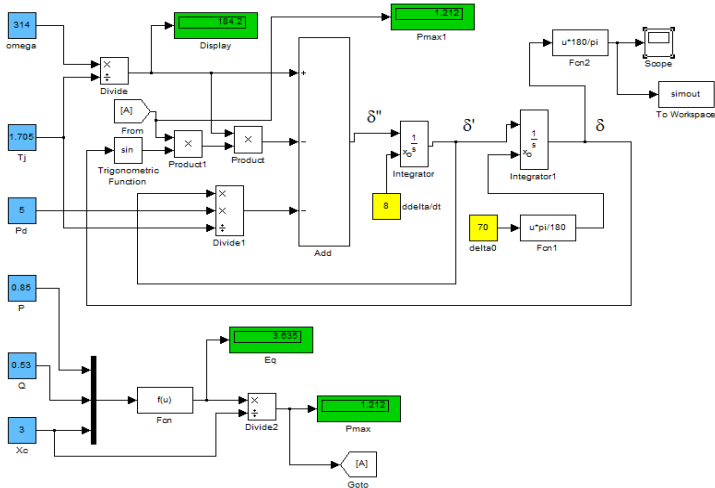 314
omega
184.2
Display
1.212
Pmax1
×
÷
Divide
+
−
−
Add
[A]
From
1.705
Tj
sin
Trigonometric
Function
×
Product1
×
Product
5
Pd
×
×
÷
Divide1
δ''
1
s
xo
Integrator
8
ddelta/dt
δ'
1
s
xo
Integrator1
δ
70
delta0
u*pi/180
Fcn1
u*180/pi
Fcn2
Scope
simout
To Workspace
0.85
P
0.53
Q
3
Xc
f(u)
Fcn
3.635
Eq
×
÷
Divide2
1.212
Pmax
[A]
Goto